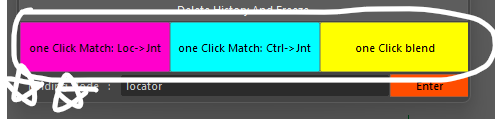 Delete History And Freeze
one Click Match: Loc->Jnt one Click Match: Ctrl->Jnt one Click blend
: locator Enter